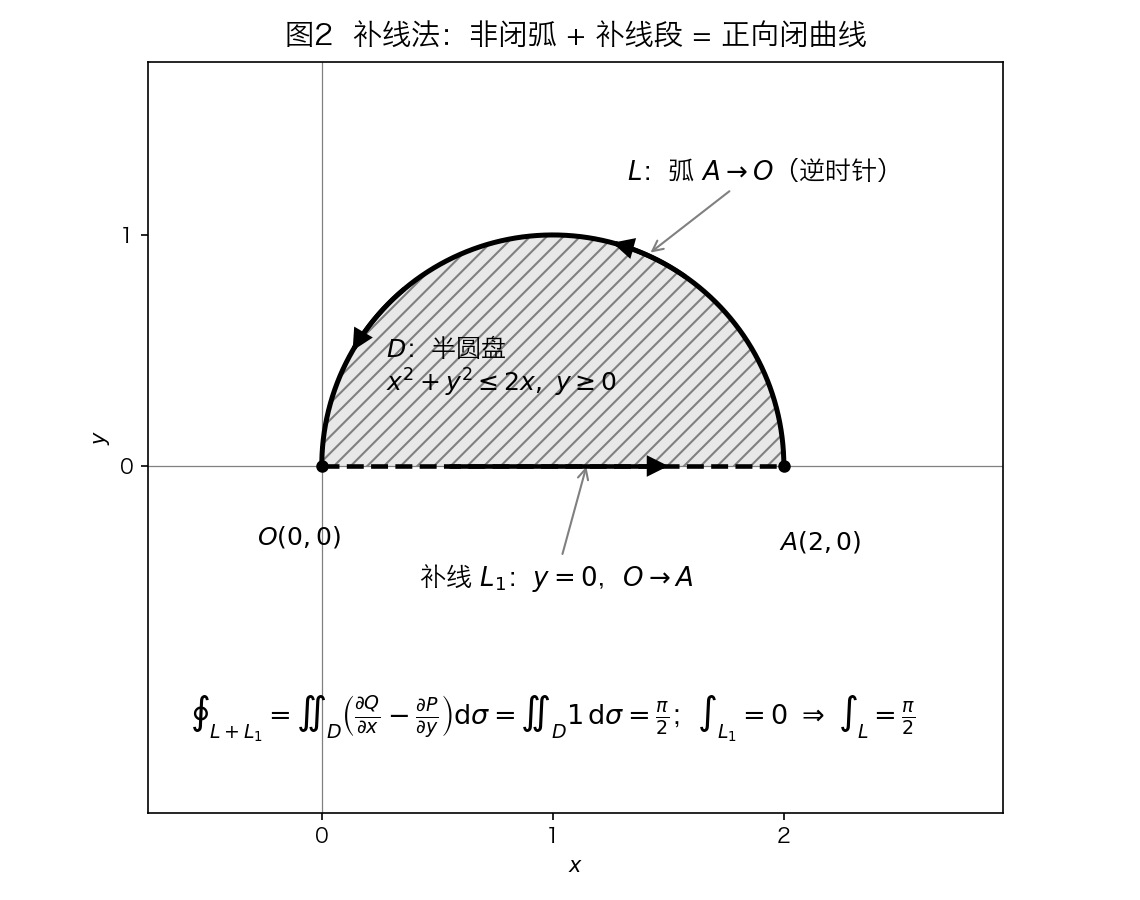 图2 补线法：非闭弧 + 补线段 = 正向闭曲线
L：弧 A→O（逆时针）
1
D：半圆盘
x² + y² ≤ 2x, y ≥ 0
y
0
O(0, 0)
A(2, 0)
补线 L₁：y = 0，O→A
∮_{L+L₁} = ∬_D (∂Q/∂x − ∂P/∂y) dσ = ∬_D 1 dσ = π/2；∫_{L₁} = 0 ⇒ ∫_L = π/2
0 1 2
x